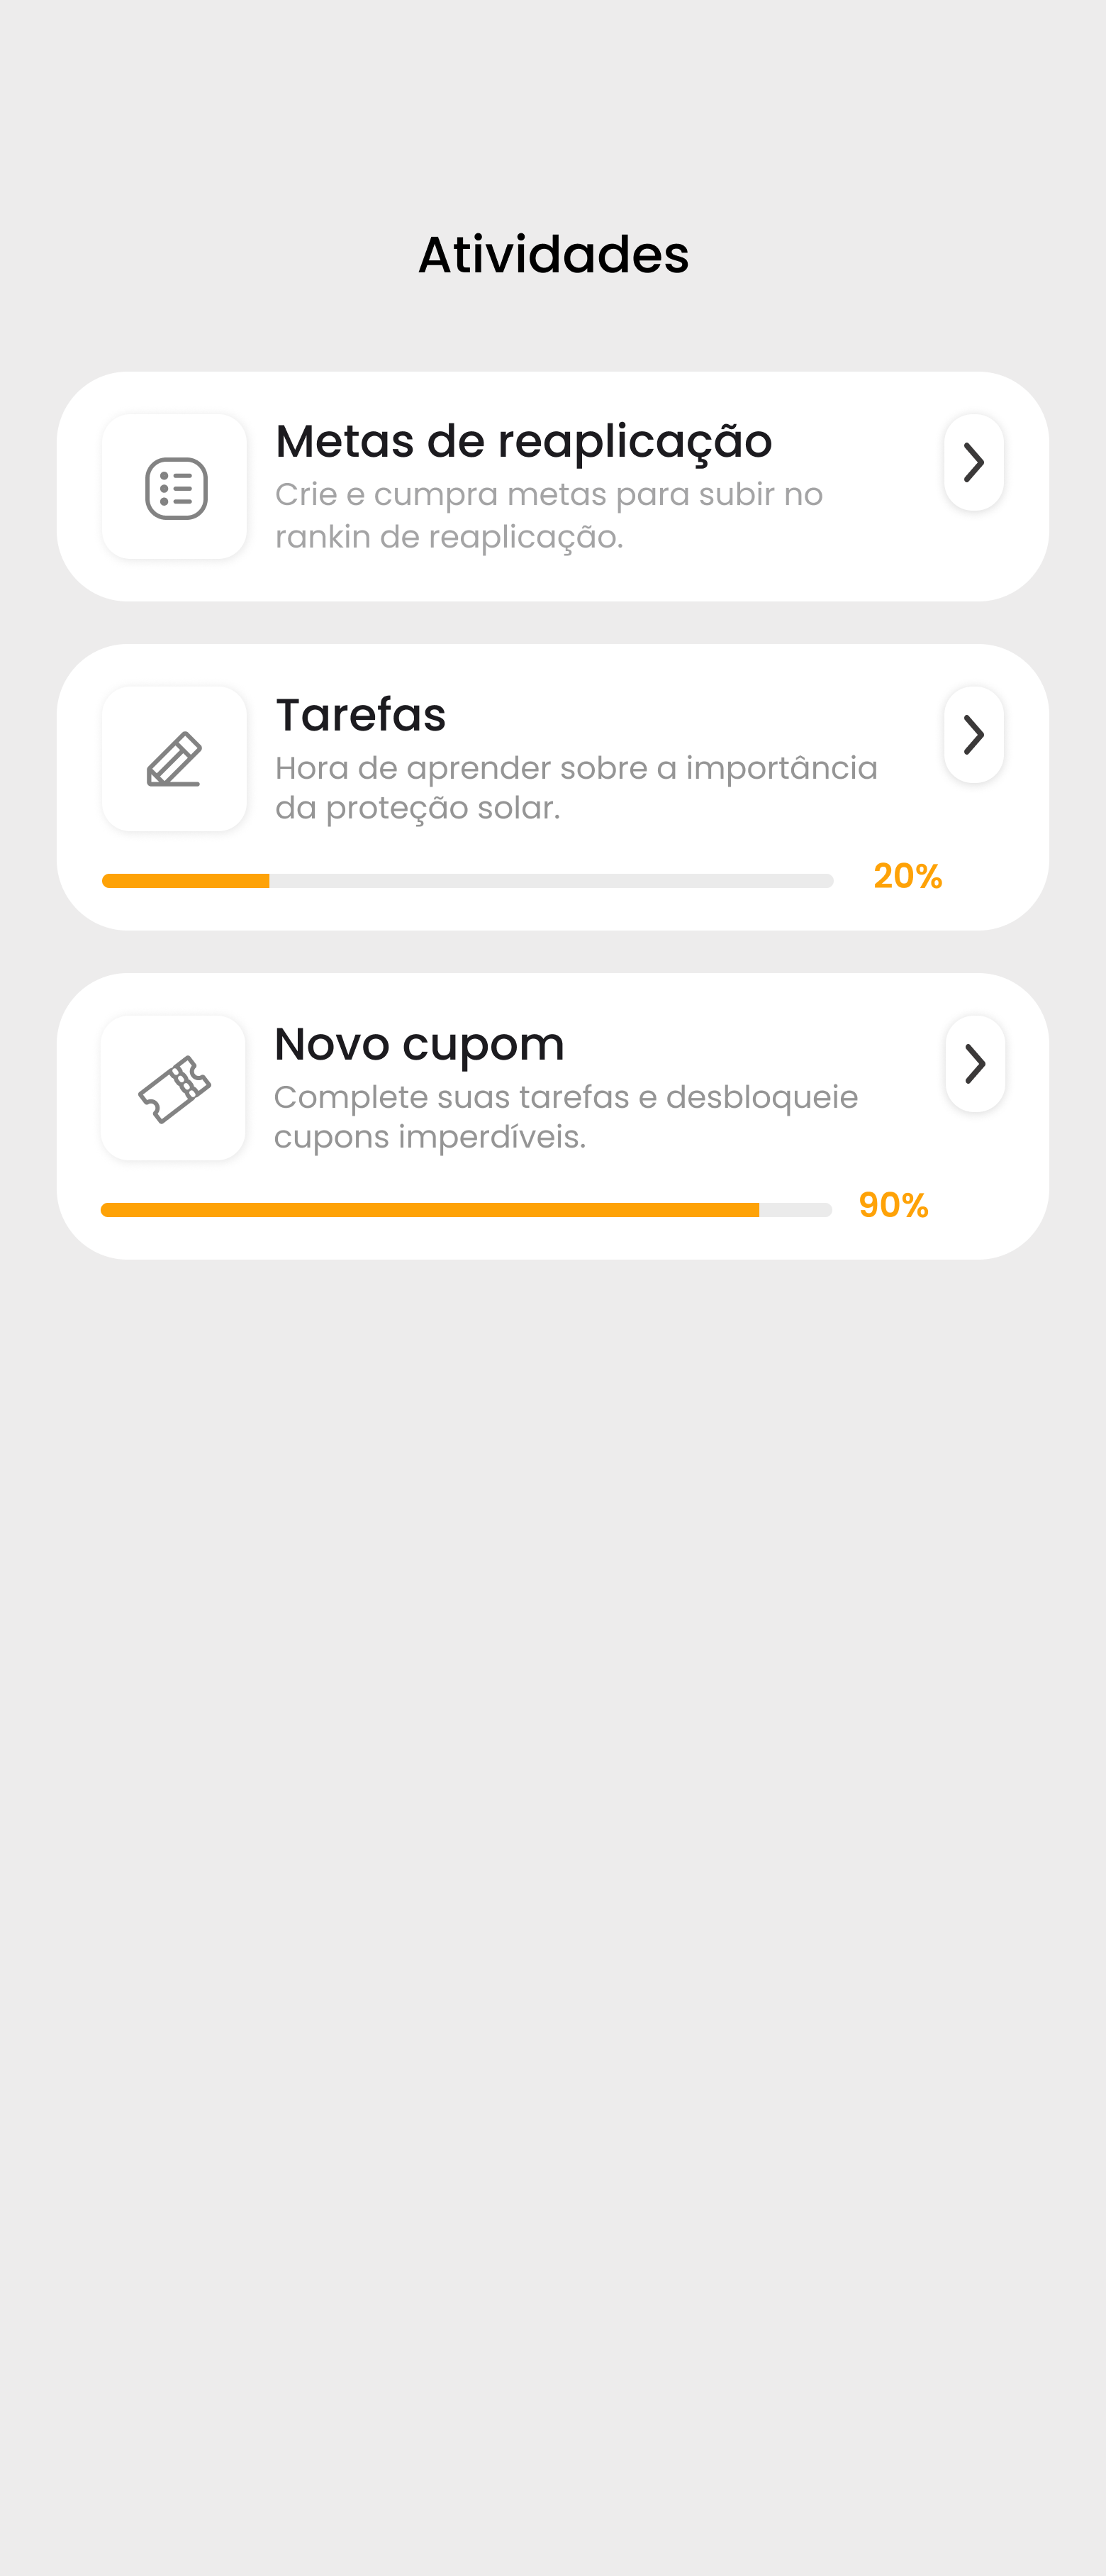 Atividades
Metas de reaplicação
Crie e cumpra metas para subir no
rankin de reaplicação.
Tarefas
Hora de aprender sobre a importância
da proteção solar.
20%
Novo cupom
Complete suas tarefas e desbloqueie
cupons imperdíveis.
90%